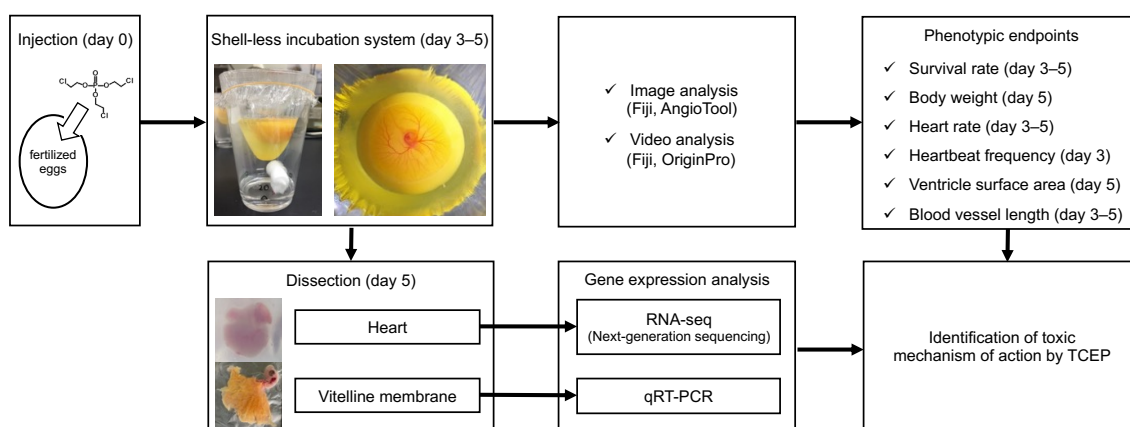 Injection (day 0)
Cl
O
P
O
O
O
Cl
Cl
fertilized
eggs
Shell-less incubation system (day 3–5)
✓ Image analysis
(Fiji, AngioTool)
✓ Video analysis
(Fiji, OriginPro)
Phenotypic endpoints
✓ Survival rate (day 3–5)
✓ Body weight (day 5)
✓ Heart rate (day 3–5)
✓ Heartbeat frequency (day 3)
✓ Ventricle surface area (day 5)
✓ Blood vessel length (day 3–5)
Dissection (day 5)
Heart
Vitelline membrane
Gene expression analysis
RNA-seq
(Next-generation sequencing)
qRT-PCR
Identification of toxic
mechanism of action by TCEP